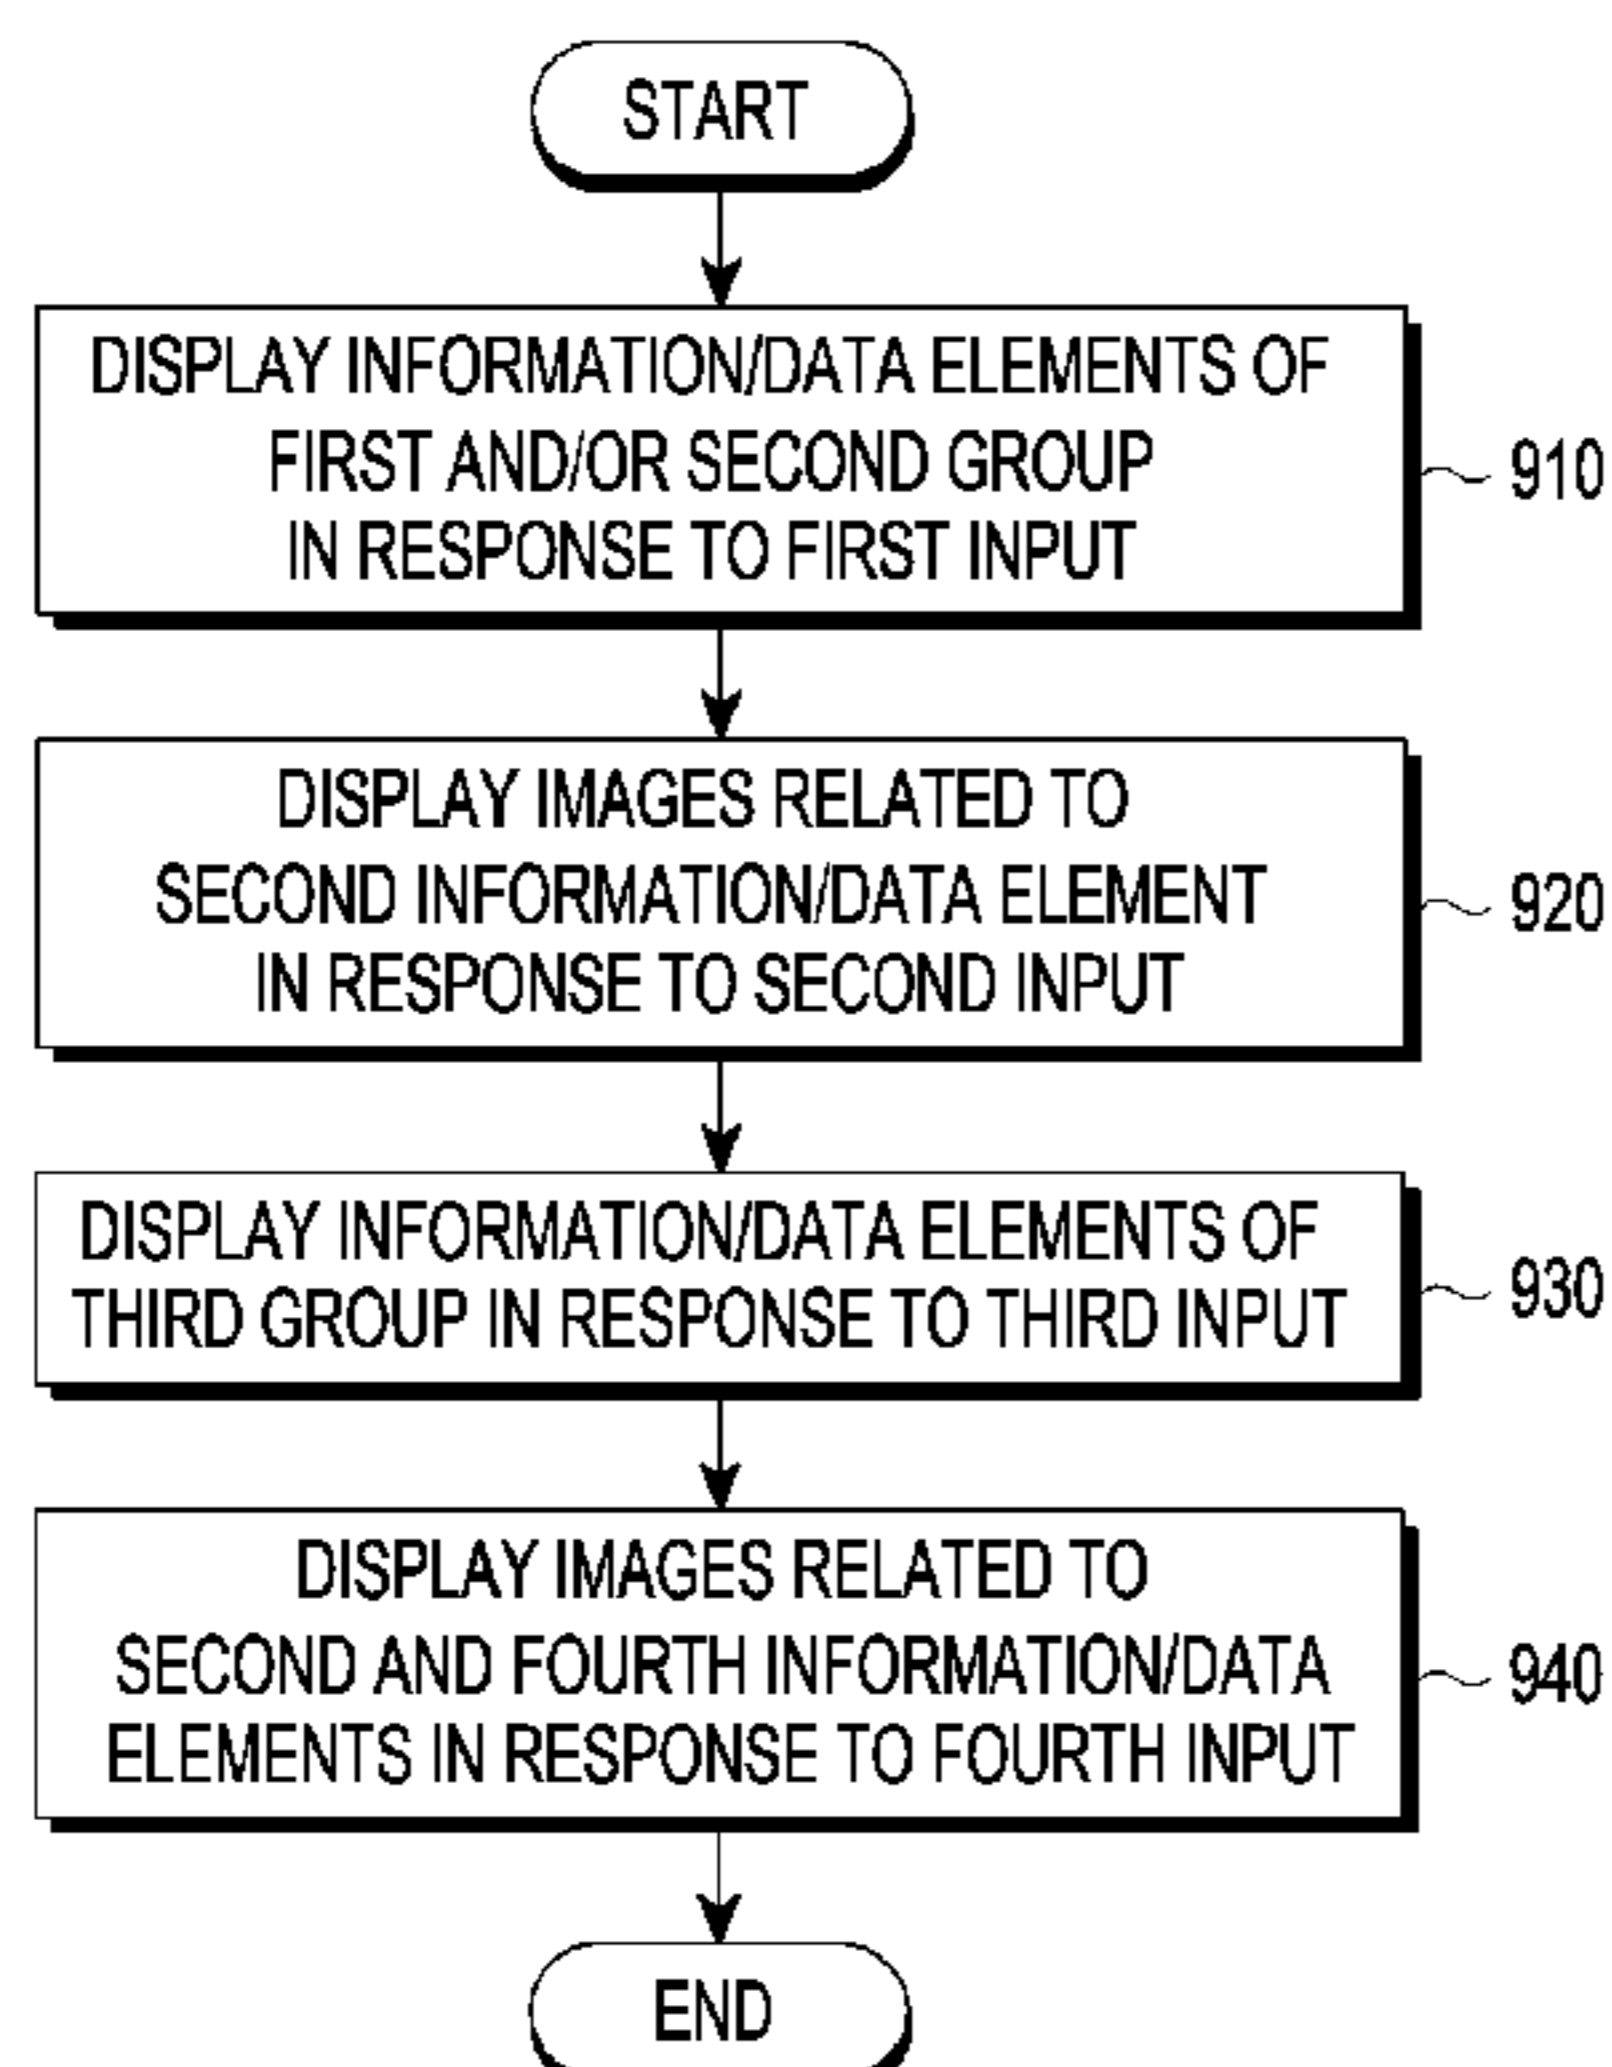 START
DISPLAY INFORMATION/DATA ELEMENTS OF
FIRST AND/OR SECOND GROUP
IN RESPONSE TO FIRST INPUT
910
DISPLAY IMAGES RELATED TO
SECOND INFORMATION/DATA ELEMENT
IN RESPONSE TO SECOND INPUT
920
DISPLAY INFORMATION/DATA ELEMENTS OF
THIRD GROUP IN RESPONSE TO THIRD INPUT
930
DISPLAY IMAGES RELATED TO
SECOND AND FOURTH INFORMATION/DATA
ELEMENTS IN RESPONSE TO FOURTH INPUT
940
END